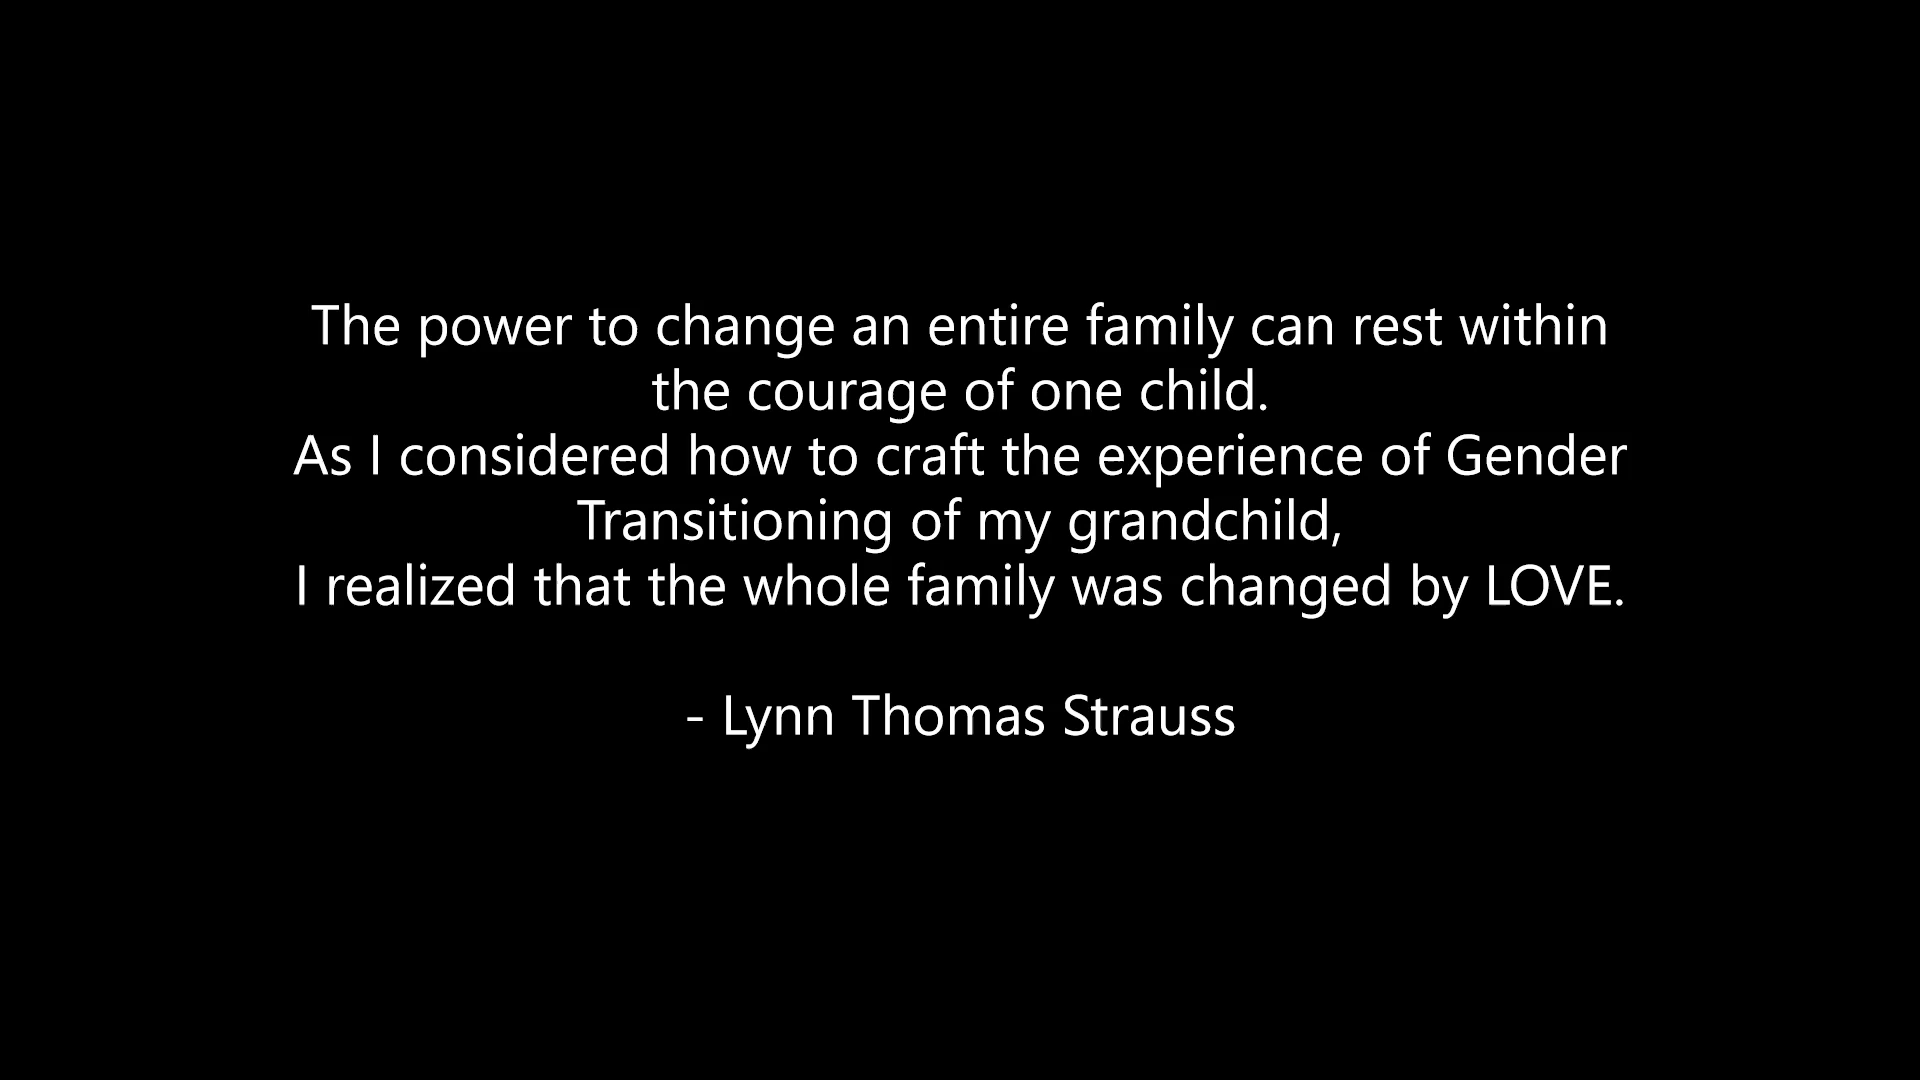 The power to change an entire family can rest within
the courage of one child.
As I considered how to craft the experience of Gender
Transitioning of my grandchild,
I realized that the whole family was changed by LOVE.
- Lynn Thomas Strauss